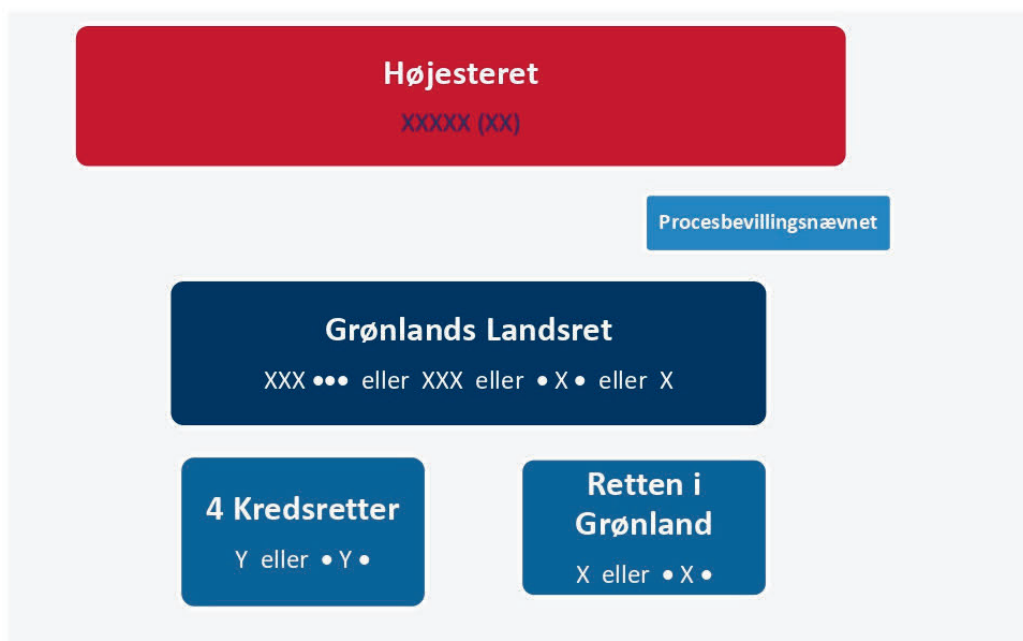 Højesteret
XXXXX (XX)
Procesbevillingsnævnet
Grønlands Landsret
XXX ••• eller XXX eller • X • eller X
4 Kredsretter
Y eller • Y •
Retten i
Grønland
X eller • X •